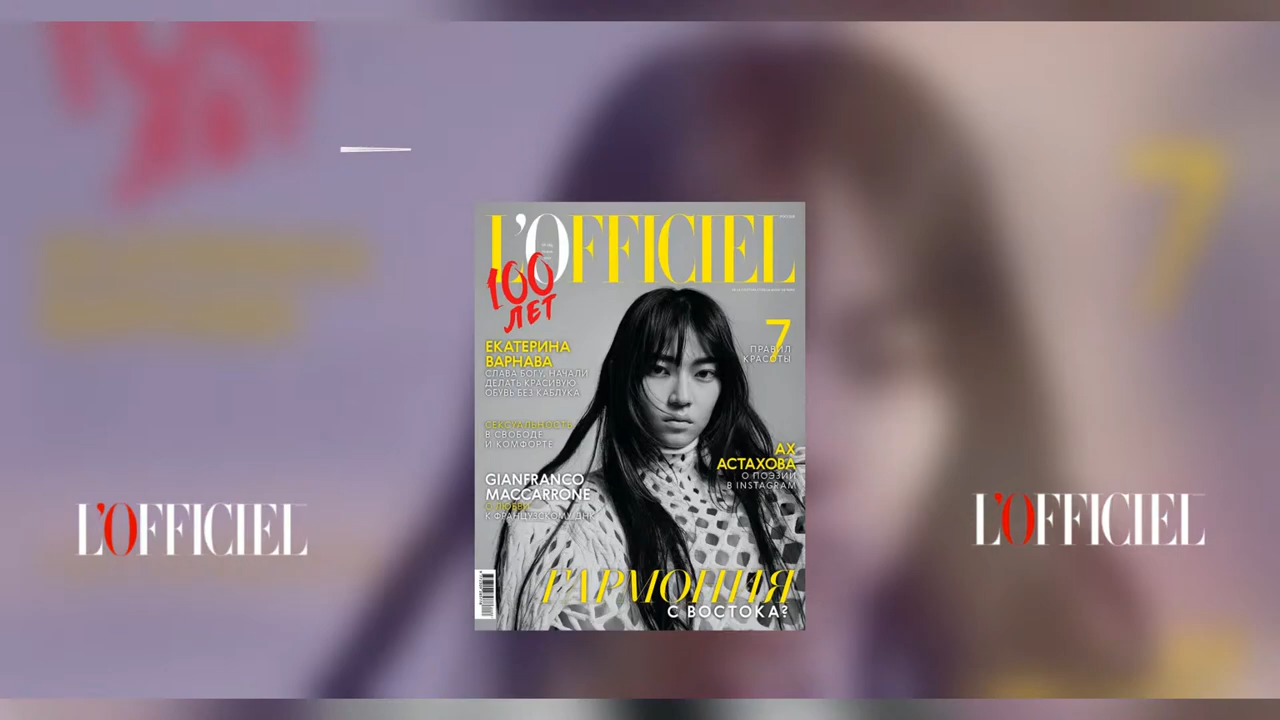 L'OFFICIEL
100
ЛЕТ
ЕКАТЕРИНА
ВАРНАВА
СЛАВА БОГУ, НАЧАЛИ
ДЕЛАТЬ КРАСИВУЮ
ОБУВЬ БЕЗ КАБЛУКА
7
ПРАВИЛ
КРАСОТЫ
СЕКСУАЛЬНОСТЬ
В СВОБОДЕ
И КОМФОРТЕ
АХ
АСТАХОВА
О ПОЭЗИИ
В INSTAGRAM
GIANFRANCO
MACCARRONE
О ЛЮБВИ
К ФРАНЦУЗСКОМУ ДНК
ГАРМОНИЯ
С ВОСТОКА?
L'OFFICIEL
L'OFFICIEL